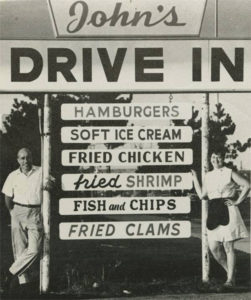 John's
DRIVE IN
HAMBURGERS
SOFT ICE CREAM
FRIED CHICKEN
fried SHRIMP
FISH and CHIPS
FRIED CLAMS